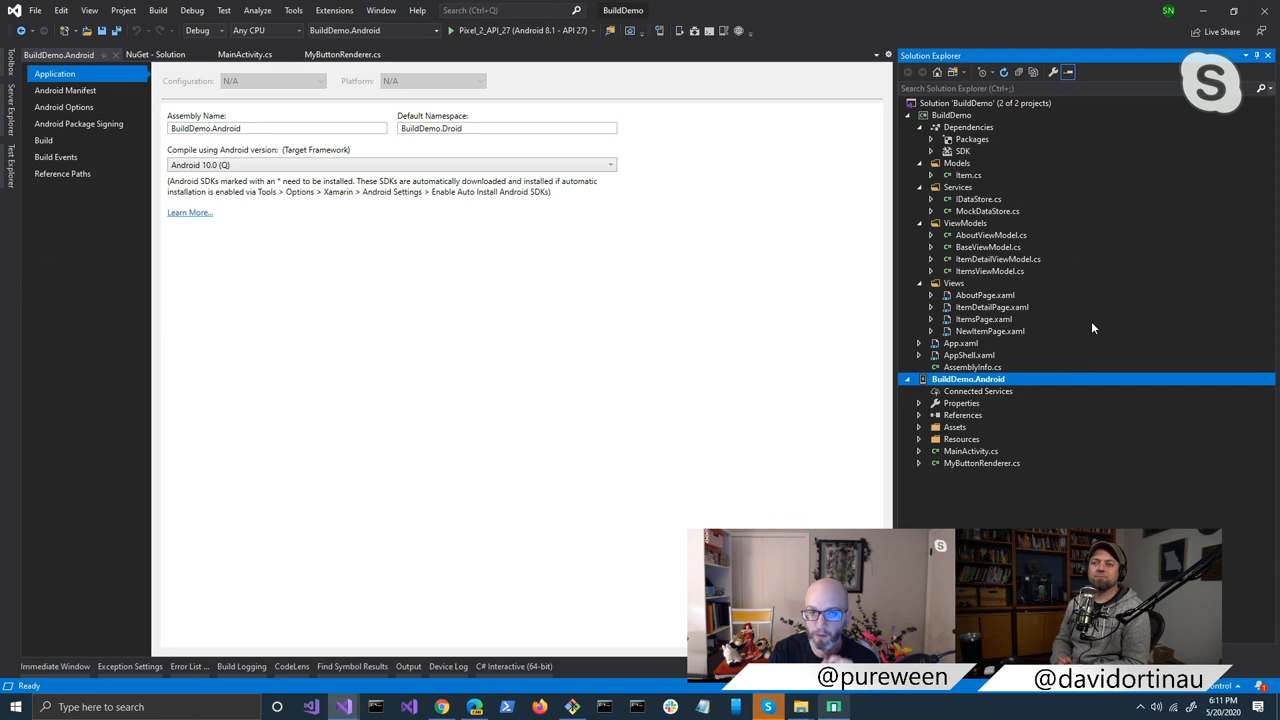 File Edit View Project Build Debug Test Analyze Tools Extensions Window Help Search (Ctrl+Q) BuildDemo SN
Debug Any CPU BuildDemo.Android Pixel_2_API_27 (Android 8.1 - API 27) Live Share
BuildDemo.Android NuGet - Solution MainActivity.cs MyButtonRenderer.cs
Toolbox
Server Explorer
Test Explorer
Application
Android Manifest
Android Options
Android Package Signing
Build
Build Events
Reference Paths
Configuration: N/A Platform: N/A
Assembly Name: Default Namespace:
BuildDemo.Android BuildDemo.Droid
Compile using Android version: (Target Framework)
Android 10.0 (Q)
(Android SDKs marked with an * need to be installed. These SDKs are automatically downloaded and installed if automatic
installation is enabled via Tools > Options > Xamarin > Android Settings > Enable Auto Install Android SDKs)
Learn More...
Solution Explorer
Search Solution Explorer (Ctrl+;)
Solution 'BuildDemo' (2 of 2 projects)
BuildDemo
Dependencies
Packages
SDK
Models
Item.cs
Services
IDataStore.cs
MockDataStore.cs
ViewModels
AboutViewModel.cs
BaseViewModel.cs
ItemDetailViewModel.cs
ItemsViewModel.cs
Views
AboutPage.xaml
ItemDetailPage.xaml
ItemsPage.xaml
NewItemPage.xaml
App.xaml
AppShell.xaml
AssemblyInfo.cs
BuildDemo.Android
Connected Services
Properties
References
Assets
Resources
MainActivity.cs
MyButtonRenderer.cs
@pureween
@davidortinau
Immediate Window Exception Settings Error List ... Build Logging CodeLens Find Symbol Results Output Device Log C# Interactive (64-bit)
Ready
Type here to search
6:11 PM
5/20/2020